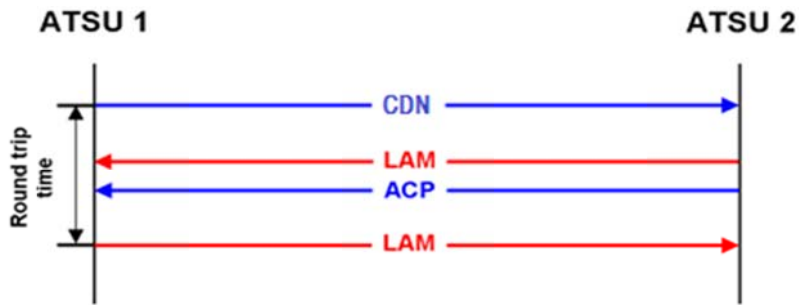 ATSU 1
ATSU 2
CDN
Round trip
time
LAM
ACP
LAM